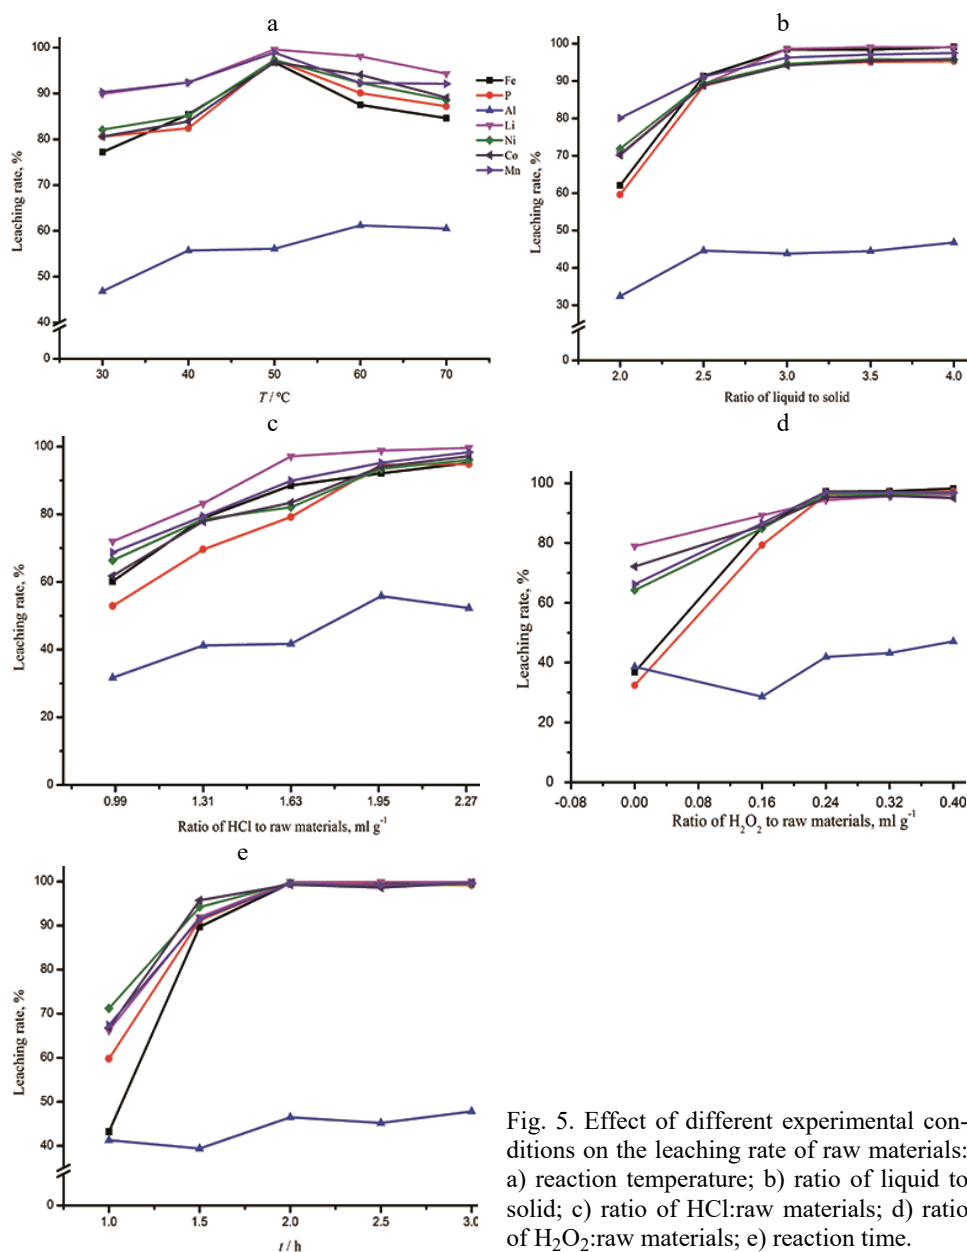 a
Leaching rate, %
100
90
80
70
60
50
40
0
30 40 50 60 70
T / ºC
Fe
P
Al
Li
Ni
Co
Mn
b
Leaching rate, %
100
90
80
70
60
50
40
30
0
2.0 2.5 3.0 3.5 4.0
Ratio of liquid to solid
c
Leaching rate, %
100
80
60
40
20
0
0.99 1.31 1.63 1.95 2.27
Ratio of HCl to raw materials, ml g⁻¹
d
Leaching rate, %
100
80
60
40
20
0
-0.08 0.00 0.08 0.16 0.24 0.32 0.40
Ratio of H₂O₂ to raw materials, ml g⁻¹
e
Leaching rate, %
100
90
80
70
60
50
40
0
1.0 1.5 2.0 2.5 3.0
t / h
Fig. 5. Effect of different experimental con-
ditions on the leaching rate of raw materials:
a) reaction temperature; b) ratio of liquid to
solid; c) ratio of HCl:raw materials; d) ratio
of H₂O₂:raw materials; e) reaction time.